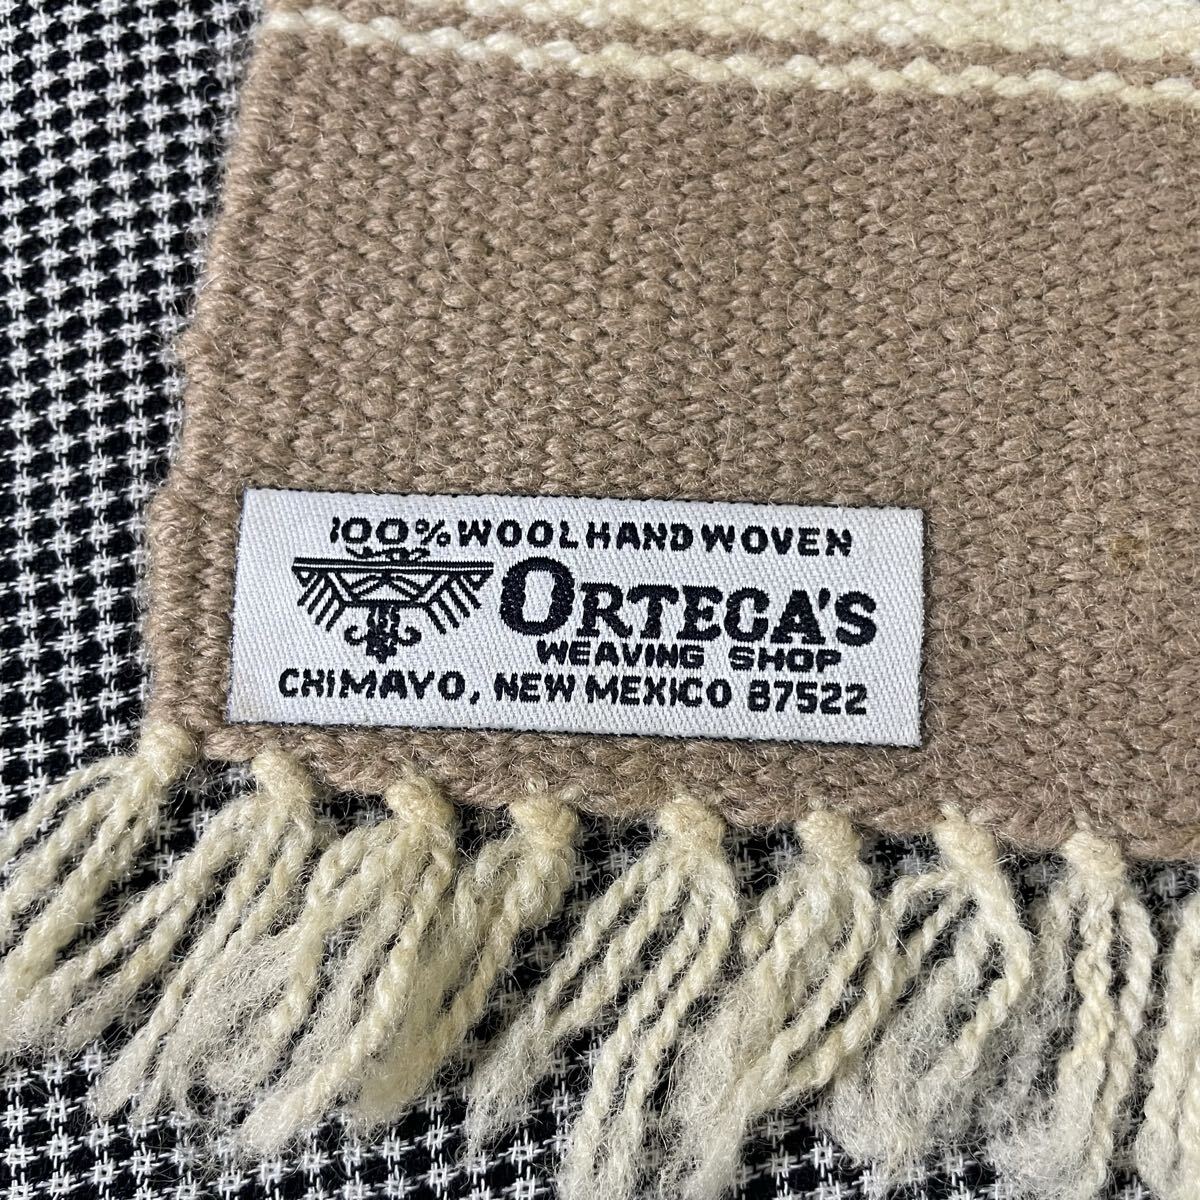 100% WOOL HAND WOVEN
ORTEGA'S
WEAVING SHOP
CHIMAYO, NEW MEXICO 87522